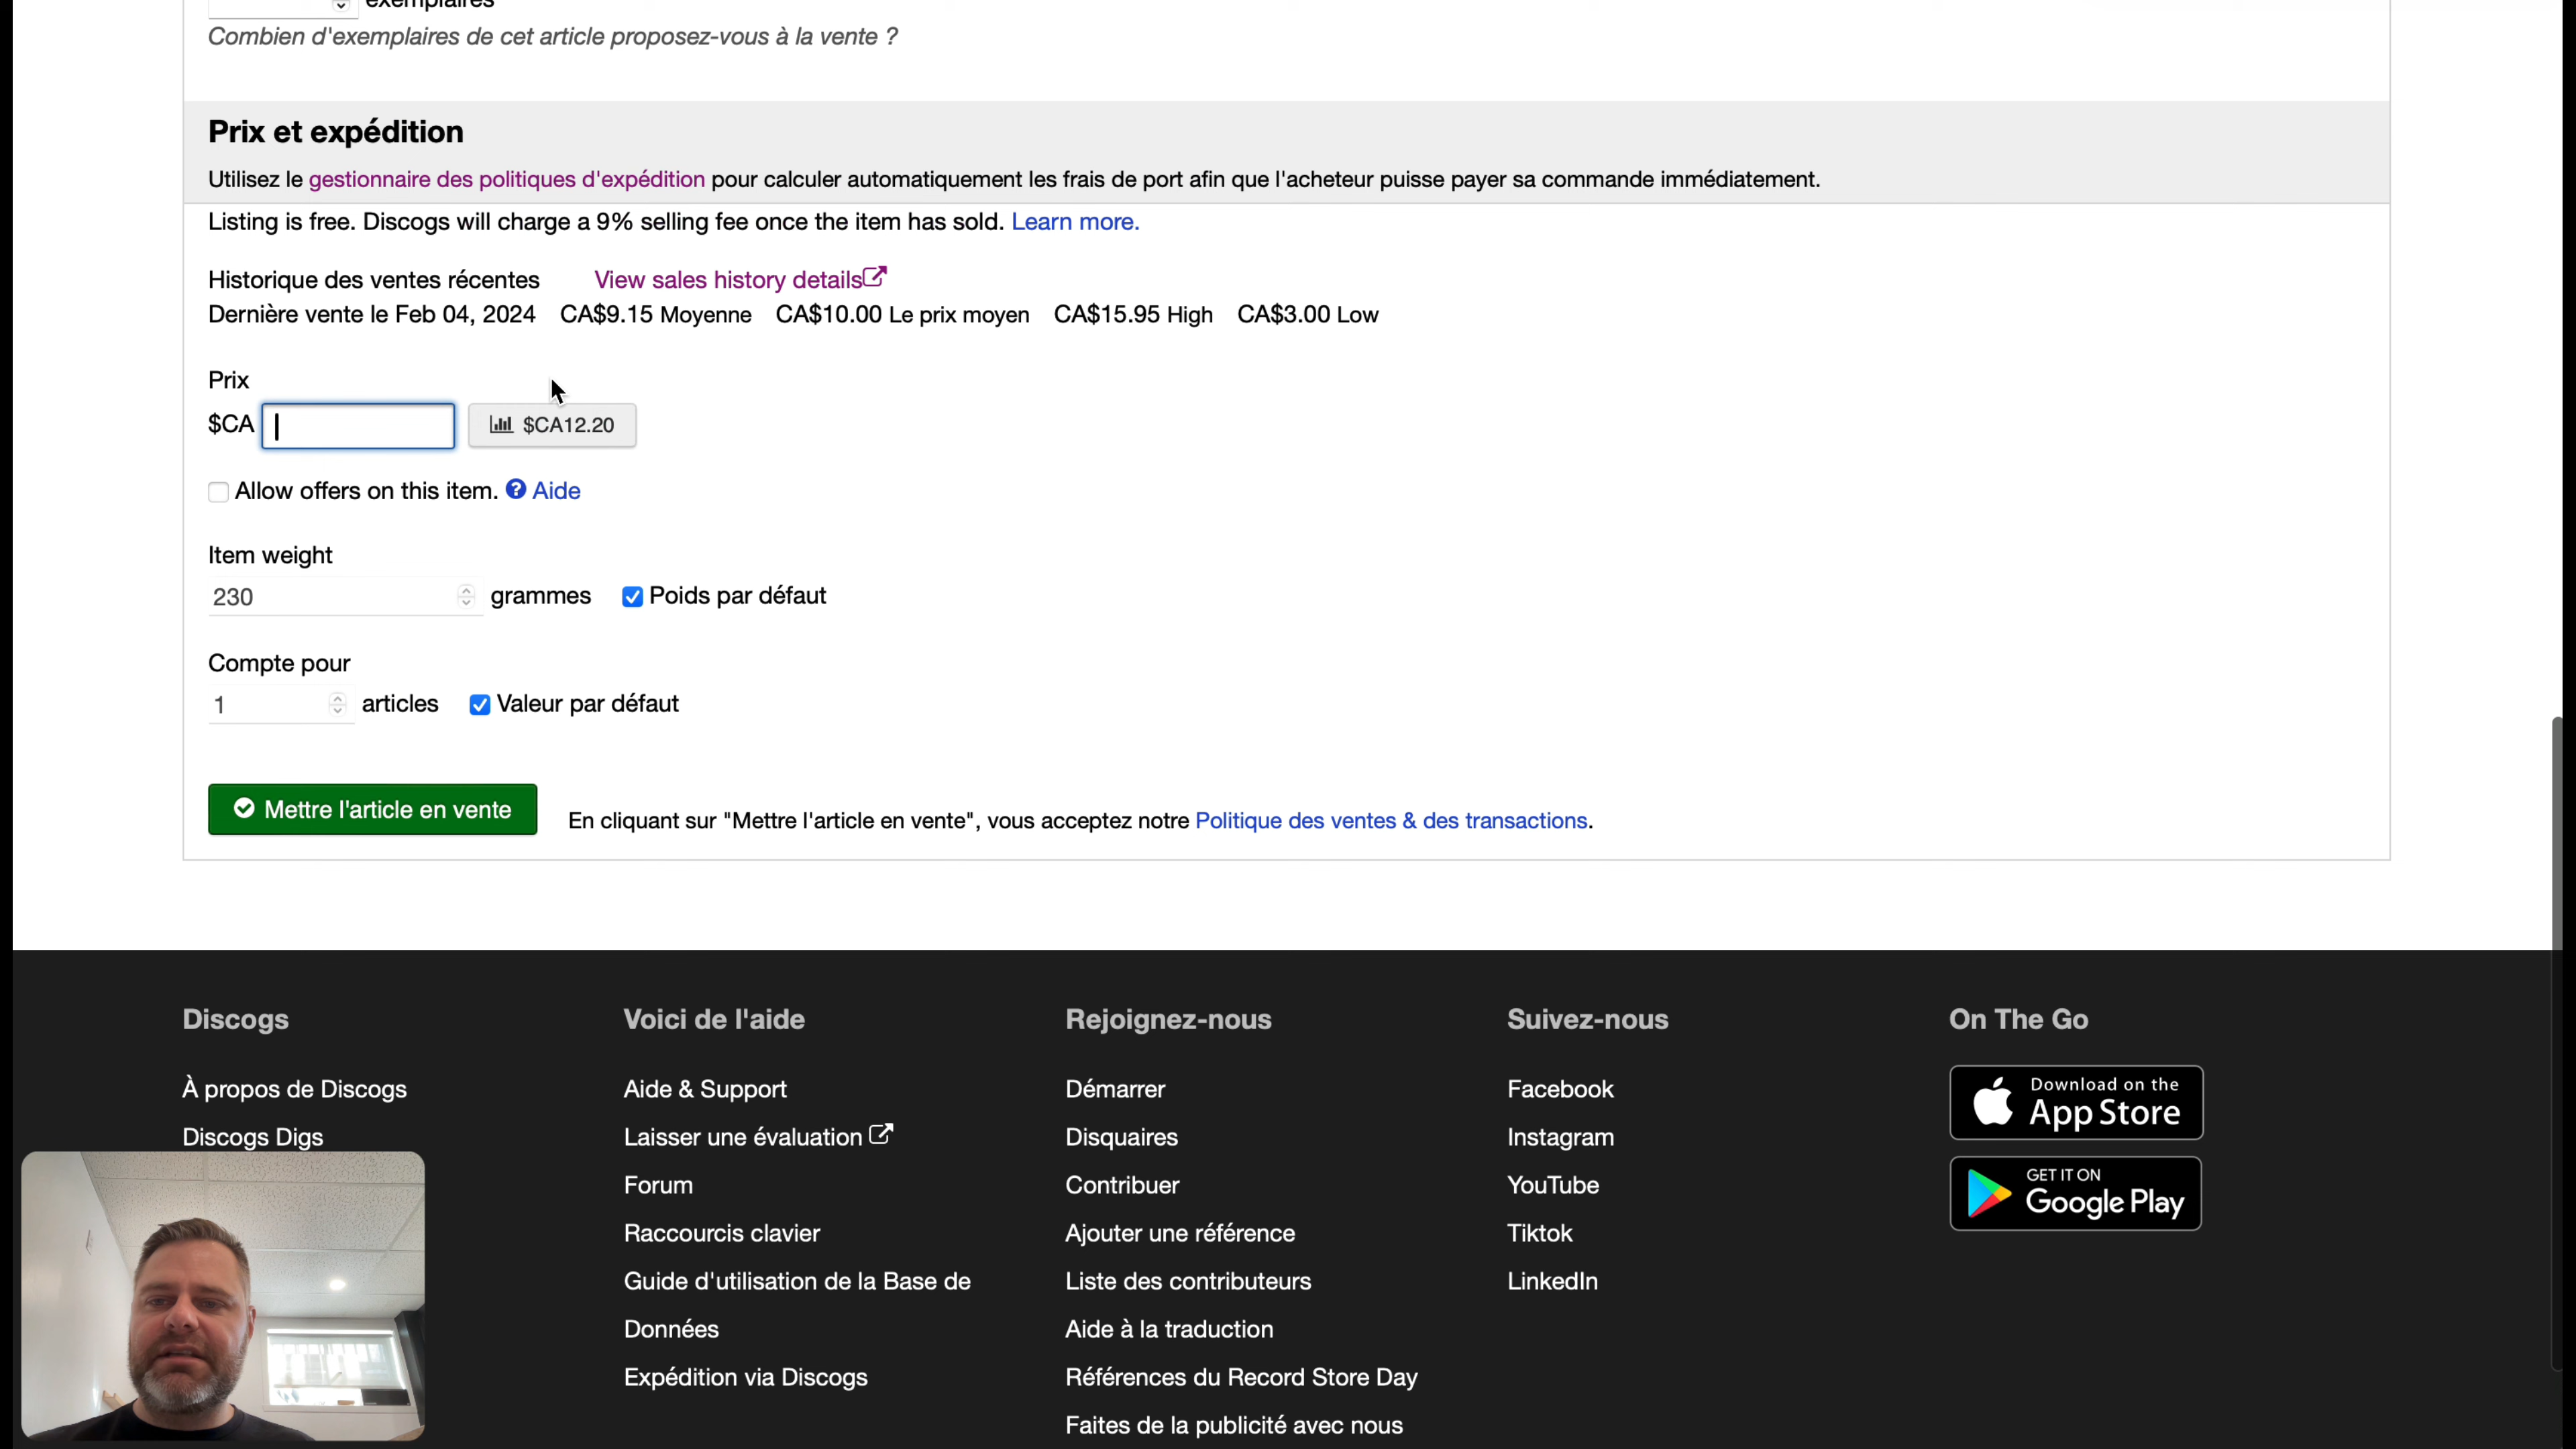 exemplaires
Combien d'exemplaires de cet article proposez-vous à la vente ?
Prix et expédition
Utilisez le gestionnaire des politiques d'expédition pour calculer automatiquement les frais de port afin que l'acheteur puisse payer sa commande immédiatement.
Listing is free. Discogs will charge a 9% selling fee once the item has sold. Learn more.
Historique des ventes récentes View sales history details
Dernière vente le Feb 04, 2024 CA$9.15 Moyenne CA$10.00 Le prix moyen CA$15.95 High CA$3.00 Low
Prix
$CA $CA12.20
Allow offers on this item. ? Aide
Item weight
230 grammes Poids par défaut
Compte pour
1 articles Valeur par défaut
Mettre l'article en vente
En cliquant sur "Mettre l'article en vente", vous acceptez notre Politique des ventes & des transactions.
Discogs
À propos de Discogs
Discogs Digs
Voici de l'aide
Aide & Support
Laisser une évaluation
Forum
Raccourcis clavier
Guide d'utilisation de la Base de
Données
Expédition via Discogs
Rejoignez-nous
Démarrer
Disquaires
Contribuer
Ajouter une référence
Liste des contributeurs
Aide à la traduction
Références du Record Store Day
Faites de la publicité avec nous
Suivez-nous
Facebook
Instagram
YouTube
Tiktok
LinkedIn
On The Go
Download on the
App Store
GET IT ON
Google Play